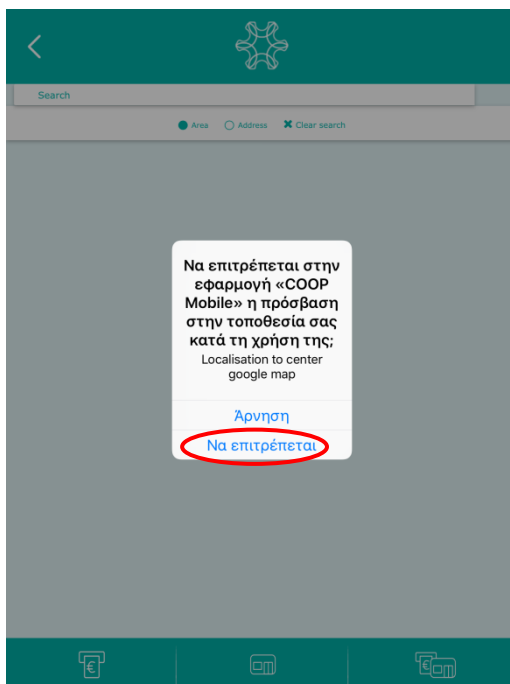 Search
Area Address Clear search
Να επιτρέπεται στην
εφαρμογή «COOP
Mobile» η πρόσβαση
στην τοποθεσία σας
κατά τη χρήση της;
Localisation to center
google map
Άρνηση
Να επιτρέπεται
€ €